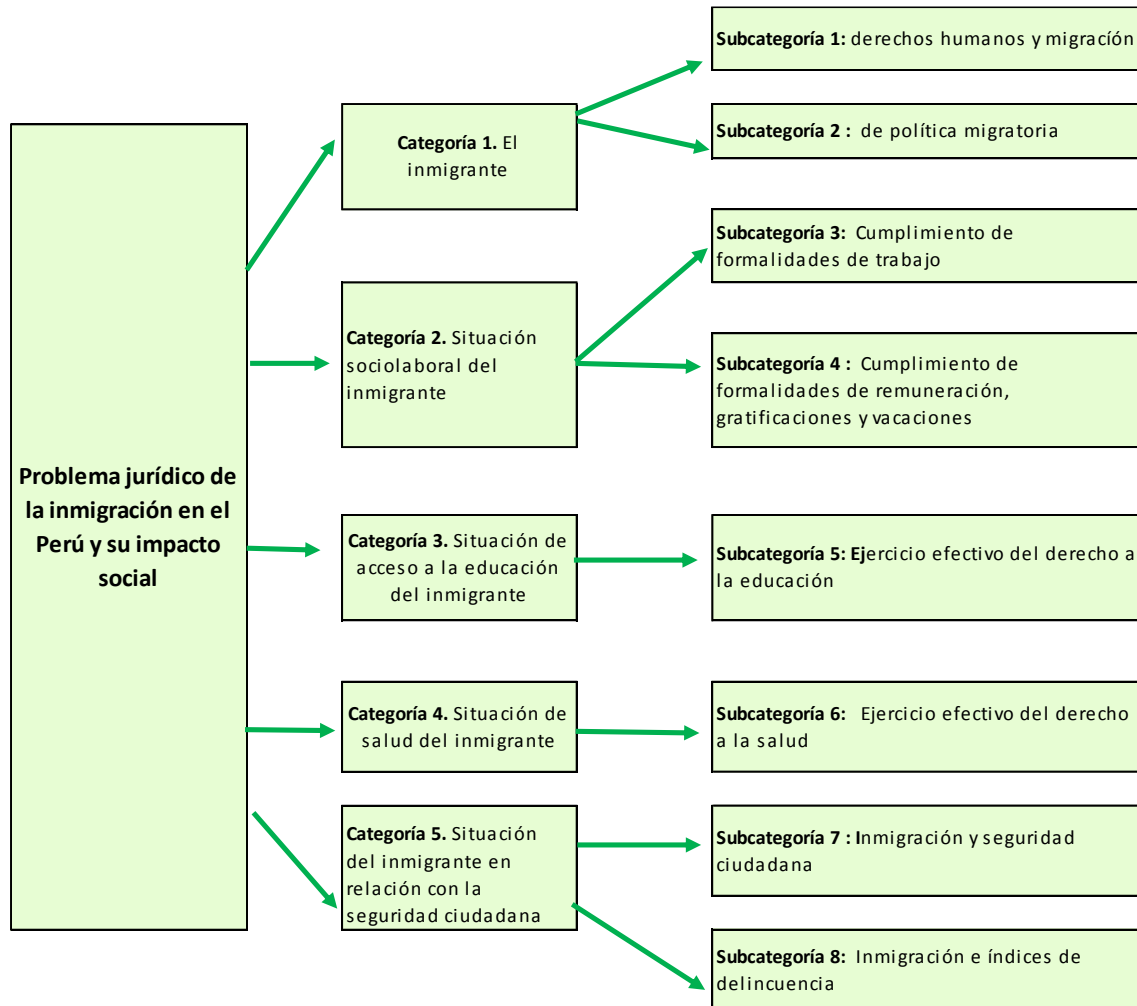 Problema jurídico de
la inmigración en el
Perú y su impacto
social
Categoría 1. El
inmigrante
Subcategoría 1: derechos humanos y migracíón
Subcategoría 2 : de política migratoria
Categoría 2. Situación
sociolaboral del
inmigrante
Subcategoría 3: Cumplimiento de
formalidades de trabajo
Subcategoría 4 : Cumplimiento de
formalidades de remuneración,
gratificaciones y vacaciones
Categoría 3. Situación de
acceso a la educación
del inmigrante
Subcategoría 5: Ejercicio efectivo del derecho a
la educación
Categoría 4. Situación de
salud del inmigrante
Subcategoría 6: Ejercicio efectivo del derecho
a la salud
Categoría 5. Situación
del inmigrante en
relación con la
seguridad ciudadana
Subcategoría 7 : Inmigración y seguridad
ciudadana
Subcategoría 8: Inmigración e índices de
delincuencia